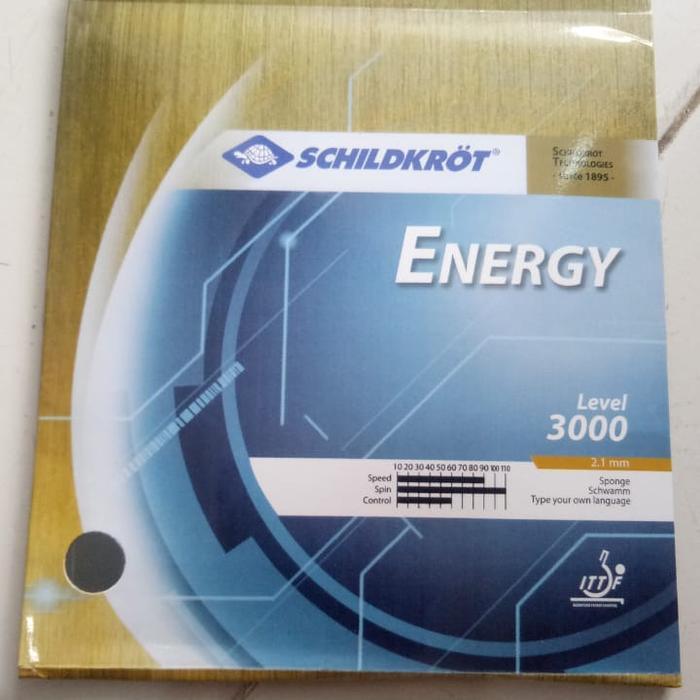 SCHILDKRÖT®
SCHILDKRÖT
TECHNOLOGIES
- since 1895 -
ENERGY
Level
3000
2.1 mm
10 20 30 40 50 60 70 80 90 100 110
Speed
Spin
Control
Sponge
Schwamm
Type your own language
ITTF